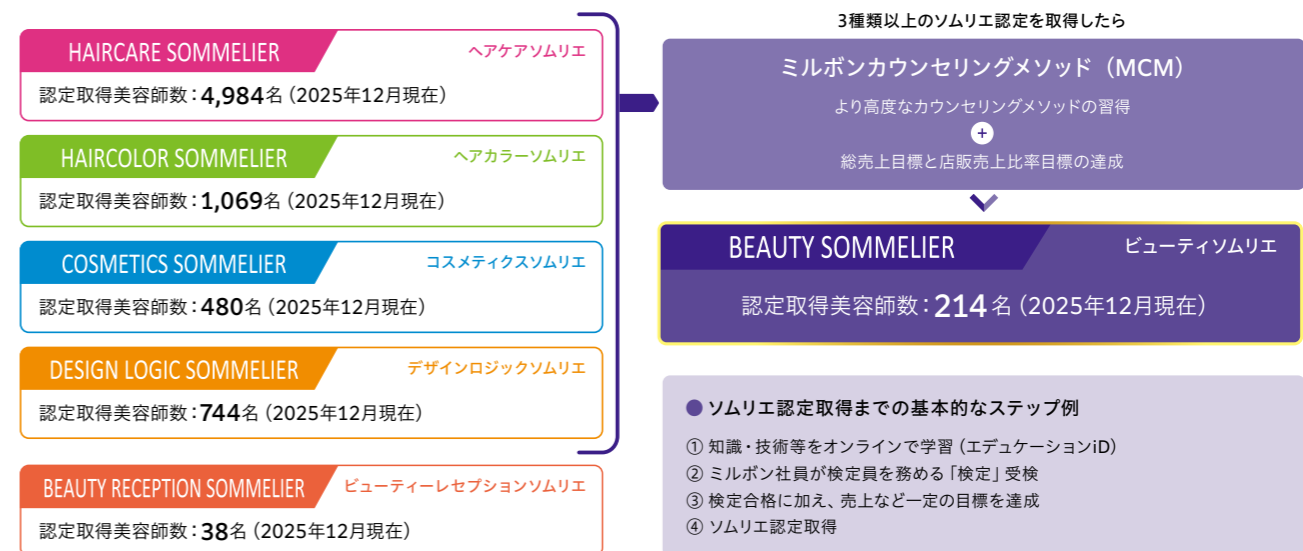 HAIRCARE SOMMELIER ヘアケアソムリエ
認定取得美容師数：4,984名（2025年12月現在）
HAIRCOLOR SOMMELIER ヘアカラーソムリエ
認定取得美容師数：1,069名（2025年12月現在）
COSMETICS SOMMELIER コスメティクスソムリエ
認定取得美容師数：480名（2025年12月現在）
DESIGN LOGIC SOMMELIER デザインロジックソムリエ
認定取得美容師数：744名（2025年12月現在）
BEAUTY RECEPTION SOMMELIER ビューティーレセプションソムリエ
認定取得美容師数：38名（2025年12月現在）
3種類以上のソムリエ認定を取得したら
ミルボンカウンセリングメソッド（MCM）
より高度なカウンセリングメソッドの習得
+
総売上目標と店販売上比率目標の達成
BEAUTY SOMMELIER ビューティソムリエ
認定取得美容師数：214名（2025年12月現在）
●ソムリエ認定取得までの基本的なステップ例
① 知識・技術等をオンラインで学習（エデュケーションiD）
② ミルボン社員が検定員を務める「検定」受検
③ 検定合格に加え、売上など一定の目標を達成
④ ソムリエ認定取得